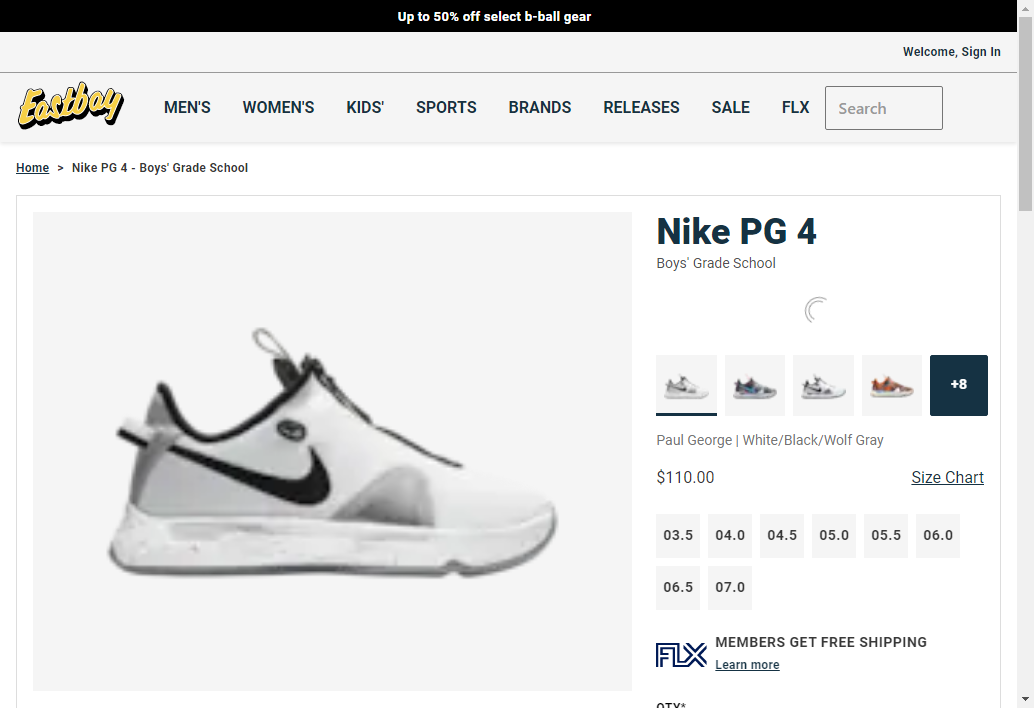 Up to 50% off select b-ball gear
Welcome, Sign In
Eastbay
MEN'S WOMEN'S KIDS' SPORTS BRANDS RELEASES SALE FLX Search
Home > Nike PG 4 - Boys' Grade School
Nike PG 4
Boys' Grade School
+8
Paul George | White/Black/Wolf Gray
$110.00 Size Chart
03.5 04.0 04.5 05.0 05.5 06.0
06.5 07.0
FLX MEMBERS GET FREE SHIPPING
Learn more
QTY*